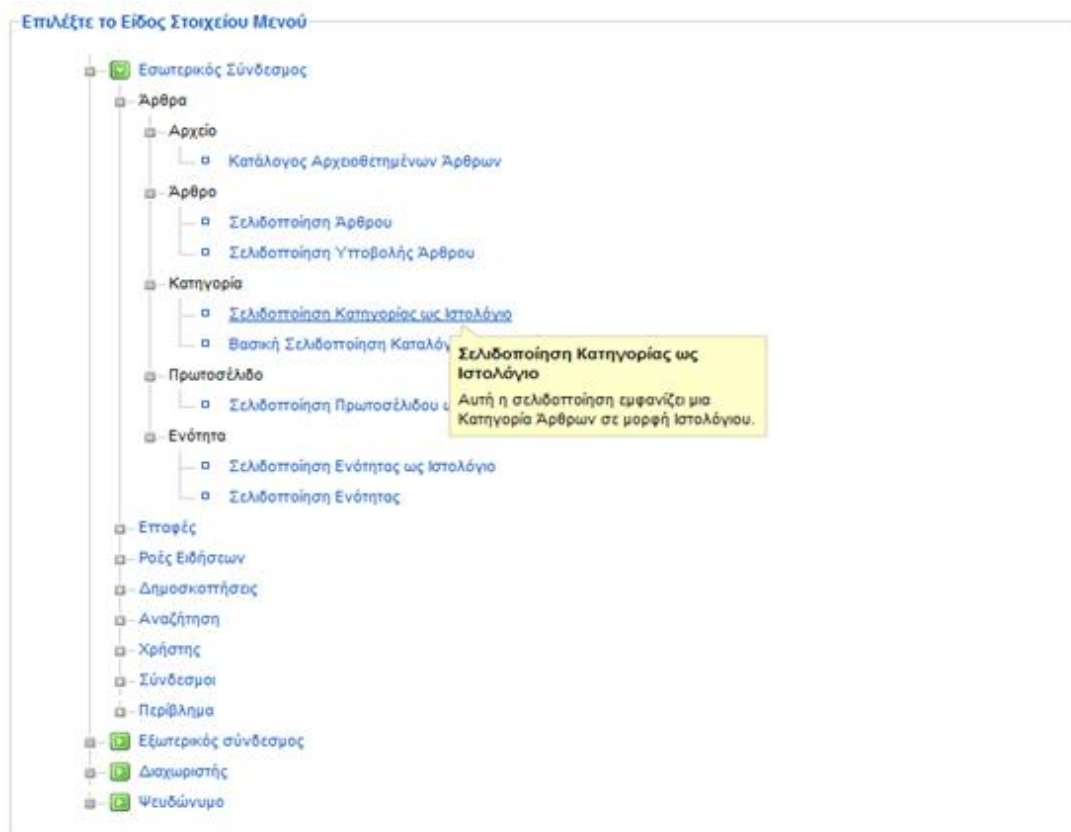 Επιλέξτε το Είδος Στοιχείου Μενού
Εσωτερικός Σύνδεσμος
Άρθρα
Αρχείο
Κατάλογος Αρχειοθετημένων Άρθρων
Άρθρο
Σελιδοποίηση Άρθρου
Σελιδοποίηση Υποβολής Άρθρου
Κατηγορία
Σελιδοποίηση Κατηγορίας ως Ιστολόγιο
Βασική Σελιδοποίηση
Σελιδοποίηση Κατηγορίας ως
Ιστολόγιο
Αυτή η σελιδοποίηση εμφανίζει μια
Κατηγορία Άρθρων σε μορφή Ιστολόγιου.
Πρωτοσέλιδο
Σελιδοποίηση Πρωτοσέλιδου
Ενότητα
Σελιδοποίηση Ενότητας ως Ιστολόγιο
Σελιδοποίηση Ενότητας
Επαφές
Ροές Ειδήσεων
Δημοσκοπήσεις
Αναζήτηση
Χρήστης
Σύνδεσμοι
Περίβλημα
Εξωτερικός σύνδεσμος
Διαχωριστής
Ψευδώνυμο